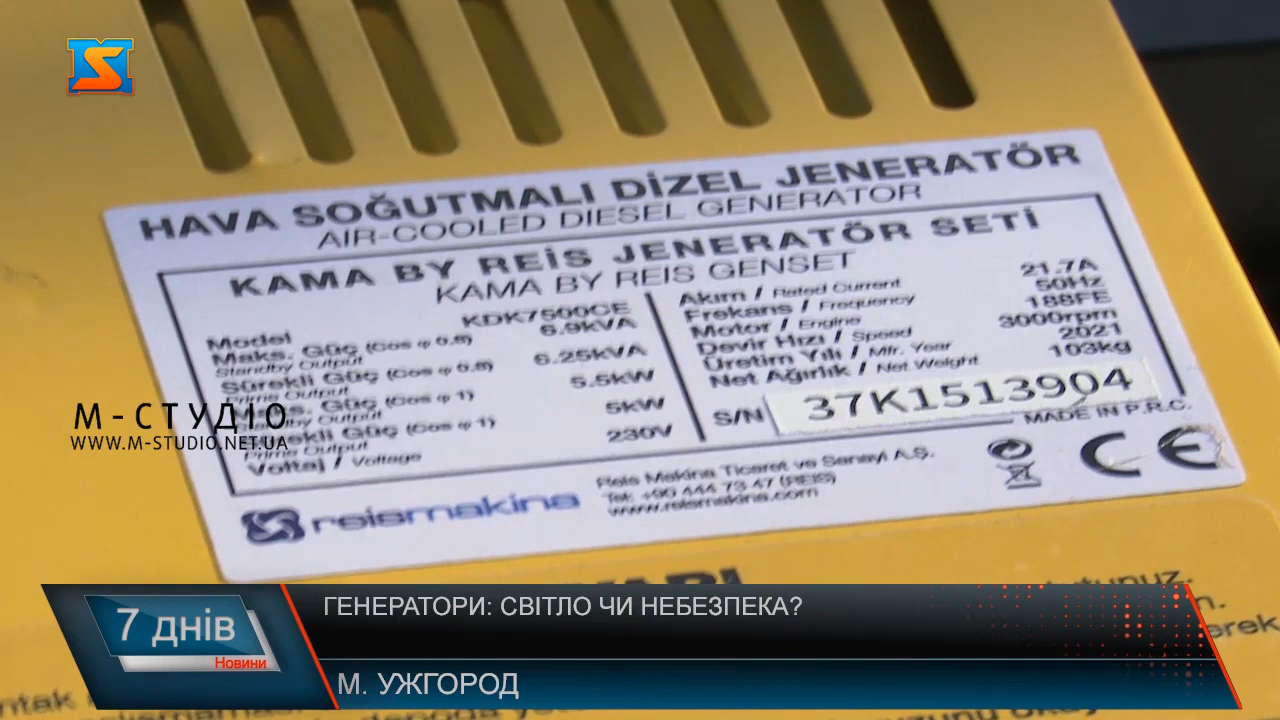 HAVA SOĞUTMALI DİZEL JENERATÖR
AIR-COOLED DIESEL GENERATOR
KAMA BY REİS JENERATÖR SETİ
KAMA BY REIS GENSET
Model KDK7500CE
Maks. Güç (Cos φ 0.8) 6.9kVA
Standby Output
Sürekli Güç (Cos φ 0.8) 6.25kVA
Prime Output
Güç (Cos φ 1) 5.5kW
Output
Güç (Cos φ 1) 5kW
Prime Output
Voltaj / Voltage 230V
Akım / Rated Current 21.7A
Frekans / Frequency 50Hz
Motor / Engine 188FE
Devir Hızı / Speed 3000rpm
Üretim Yılı / Mfr. Year 2021
Net Ağırlık / Net Weight 103kg
S/N 37K1513904
MADE IN P.R.C.
CE
reismakina
Reis Makina Ticaret ve Sanayi A.Ş.
Tel: +90 444 73 47 (REIS)
www.reismakina.com
М-СТУДІО
WWW.M-STUDIO.NET.UA
7 днів
Новини
ГЕНЕРАТОРИ: СВІТЛО ЧИ НЕБЕЗПЕКА?
М. УЖГОРОД